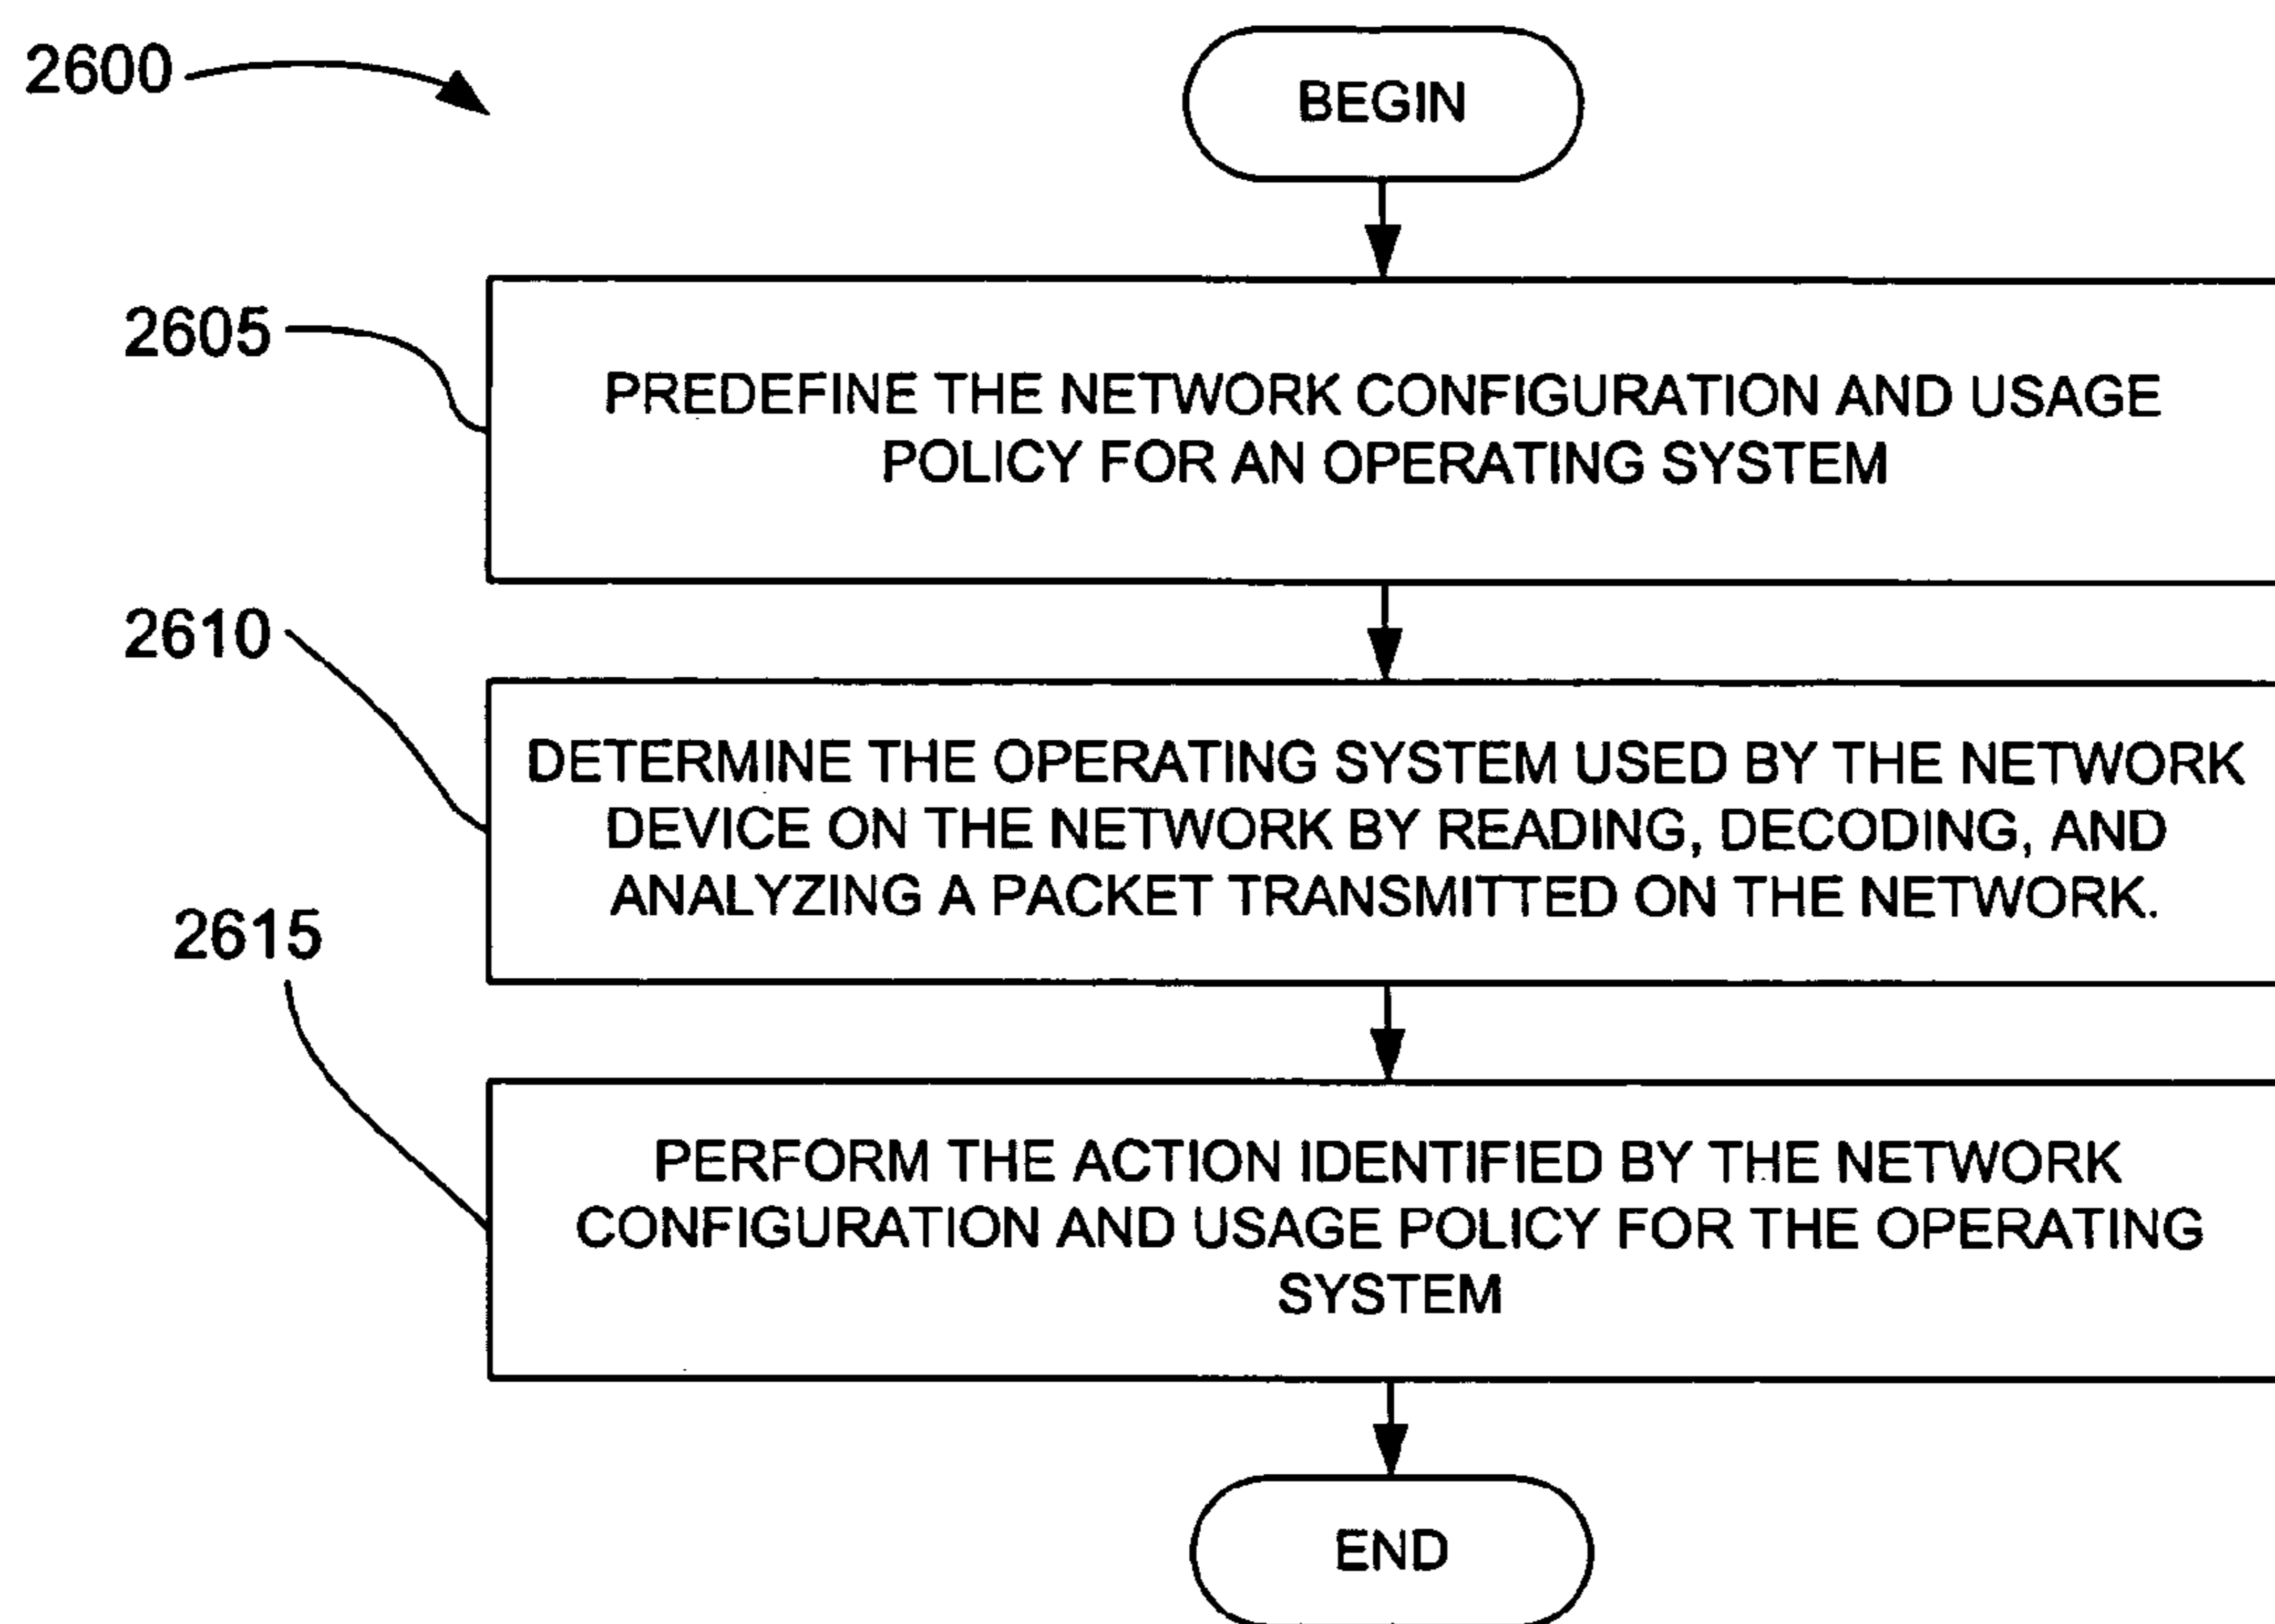 2600
BEGIN
2605
PREDEFINE THE NETWORK CONFIGURATION AND USAGE
POLICY FOR AN OPERATING SYSTEM
2610
DETERMINE THE OPERATING SYSTEM USED BY THE NETWORK
DEVICE ON THE NETWORK BY READING, DECODING, AND
ANALYZING A PACKET TRANSMITTED ON THE NETWORK.
2615
PERFORM THE ACTION IDENTIFIED BY THE NETWORK
CONFIGURATION AND USAGE POLICY FOR THE OPERATING
SYSTEM
END